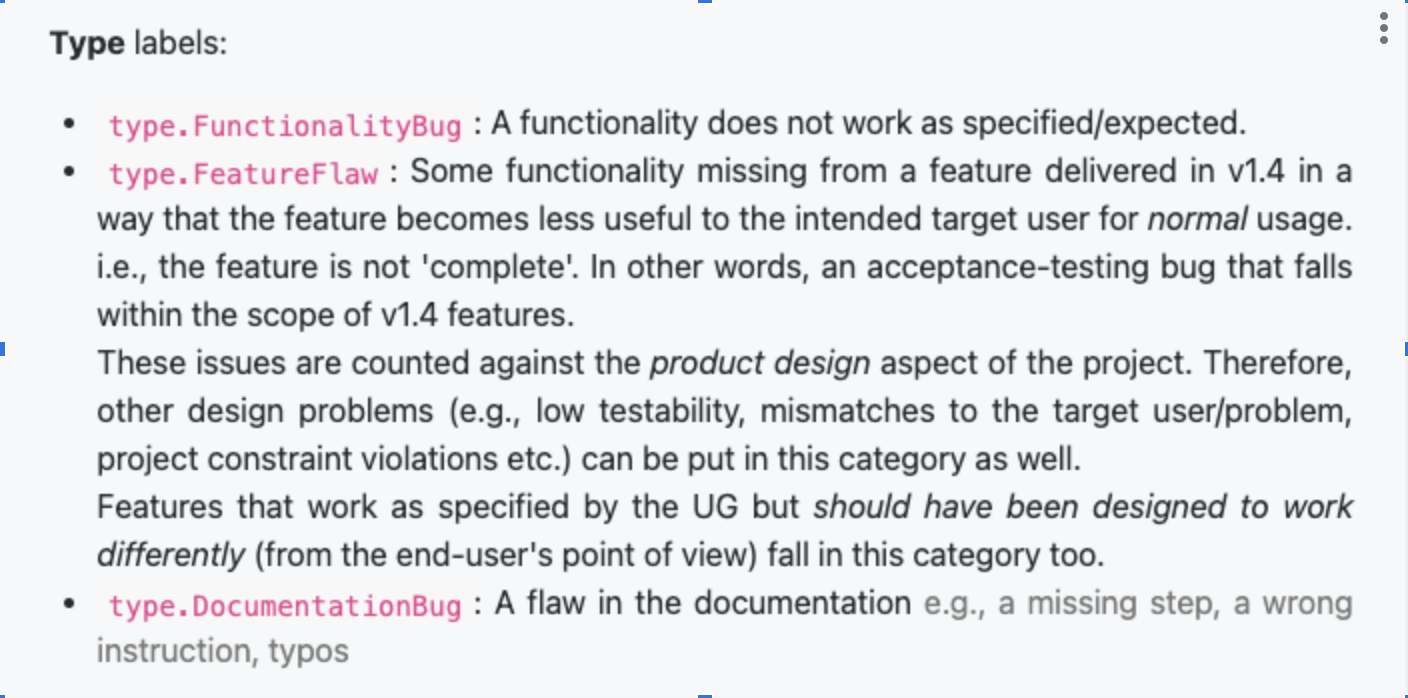 Type labels:
• type.FunctionalityBug : A functionality does not work as specified/expected.
• type.FeatureFlaw : Some functionality missing from a feature delivered in v1.4 in a
way that the feature becomes less useful to the intended target user for normal usage.
i.e., the feature is not 'complete'. In other words, an acceptance-testing bug that falls
within the scope of v1.4 features.
These issues are counted against the product design aspect of the project. Therefore,
other design problems (e.g., low testability, mismatches to the target user/problem,
project constraint violations etc.) can be put in this category as well.
Features that work as specified by the UG but should have been designed to work
differently (from the end-user's point of view) fall in this category too.
• type.DocumentationBug : A flaw in the documentation e.g., a missing step, a wrong
instruction, typos